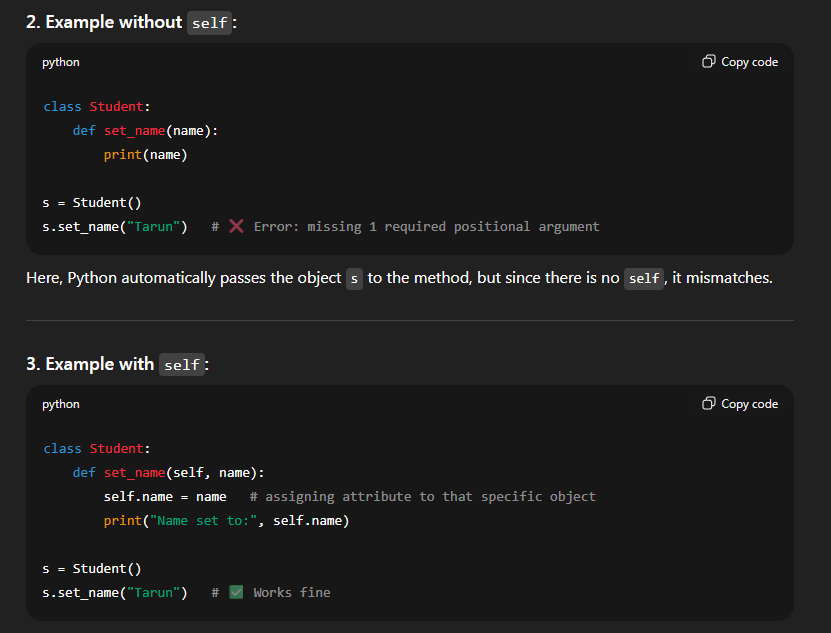 2. Example without self:
python
Copy code
class Student:
    def set_name(name):
        print(name)
s = Student()
s.set_name("Tarun")   # ❌ Error: missing 1 required positional argument
Here, Python automatically passes the object s to the method, but since there is no self, it mismatches.
3. Example with self:
python
Copy code
class Student:
    def set_name(self, name):
        self.name = name   # assigning attribute to that specific object
        print("Name set to:", self.name)
s = Student()
s.set_name("Tarun")   # ✅ Works fine